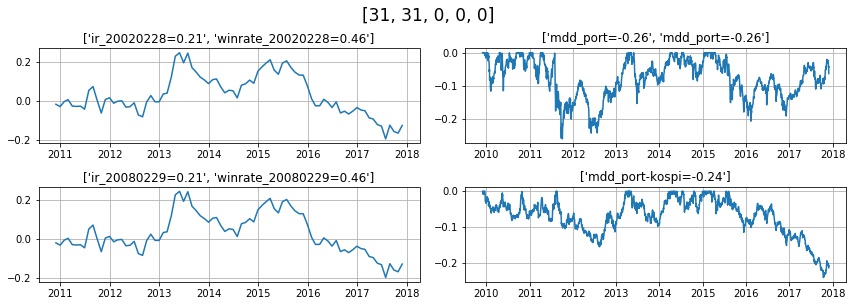 [31, 31, 0, 0, 0]
['ir_20020228=0.21', 'winrate_20020228=0.46']
0.2
0.0
−0.2
2011 2012 2013 2014 2015 2016 2017 2018
['mdd_port=-0.26', 'mdd_port=-0.26']
0.0
−0.1
−0.2
2010 2011 2012 2013 2014 2015 2016 2017 2018
['ir_20080229=0.21', 'winrate_20080229=0.46']
0.2
0.0
−0.2
2011 2012 2013 2014 2015 2016 2017 2018
['mdd_port-kospi=-0.24']
0.0
−0.1
−0.2
2010 2011 2012 2013 2014 2015 2016 2017 2018